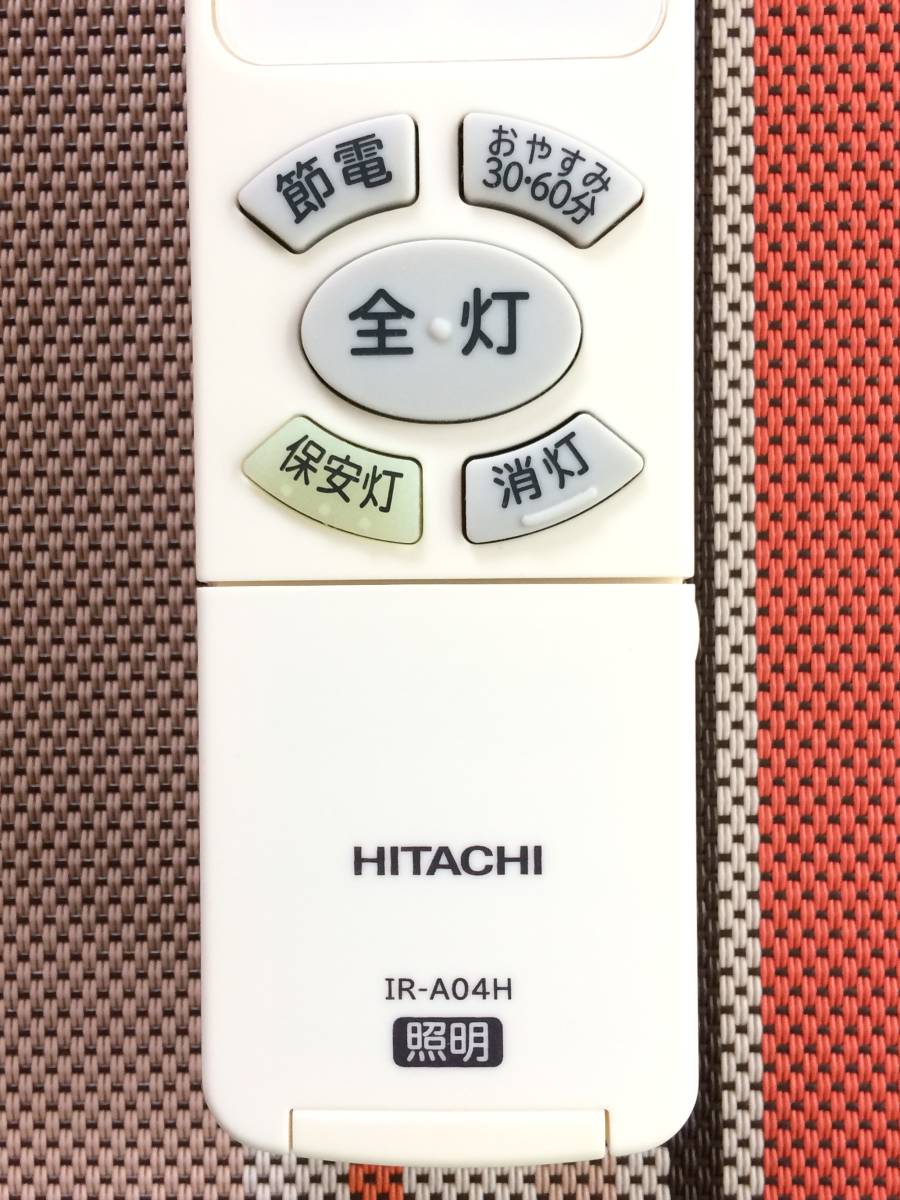 節電
おやすみ
30・60分
全灯
保安灯
消灯
HITACHI
IR-A04H
照明